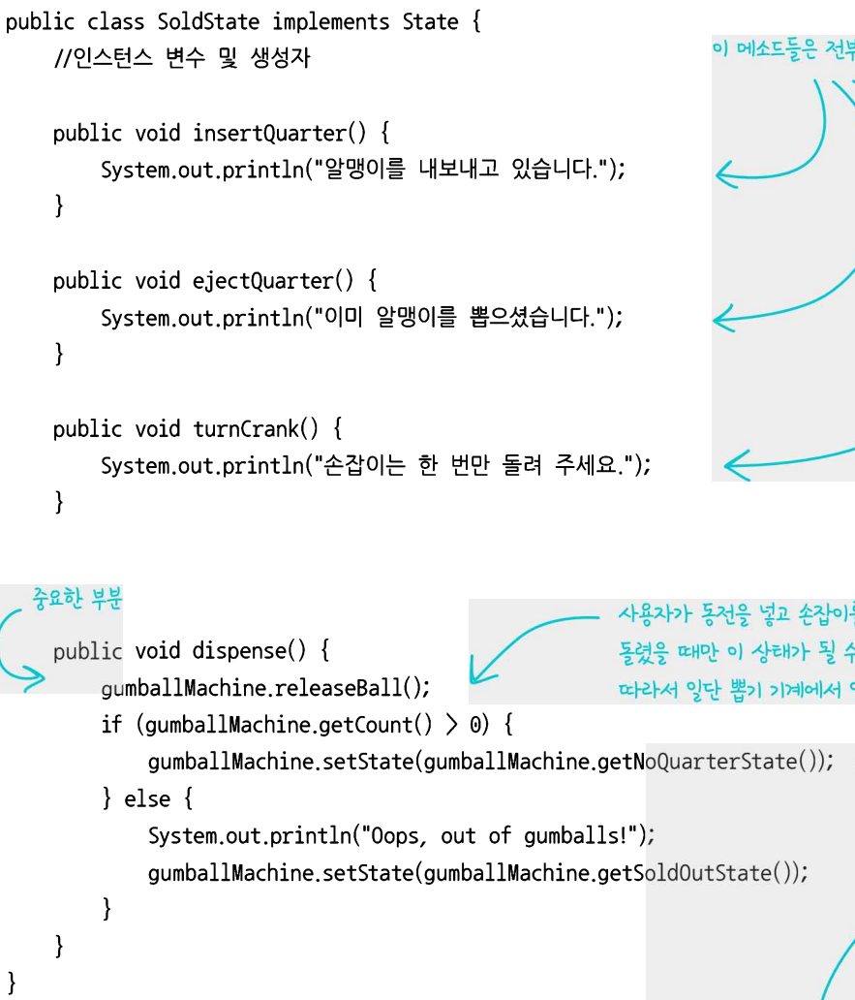 public class SoldState implements State {
//인스턴스 변수 및 생성자
이 메소드들은 전부
public void insertQuarter() {
System.out.println("알맹이를 내보내고 있습니다.");
}
public void ejectQuarter() {
System.out.println("이미 알맹이를 뽑으셨습니다.");
}
public void turnCrank() {
System.out.println("손잡이는 한 번만 돌려 주세요.");
}
중요한 부분
사용자가 동전을 넣고 손잡이를
돌렸을 때만 이 상태가 될 수
따라서 일단 뽑기 기계에서
public void dispense() {
gumballMachine.releaseBall();
if (gumballMachine.getCount() > 0) {
gumballMachine.setState(gumballMachine.getNoQuarterState());
} else {
System.out.println("Oops, out of gumballs!");
gumballMachine.setState(gumballMachine.getSoldOutState());
}
}
}